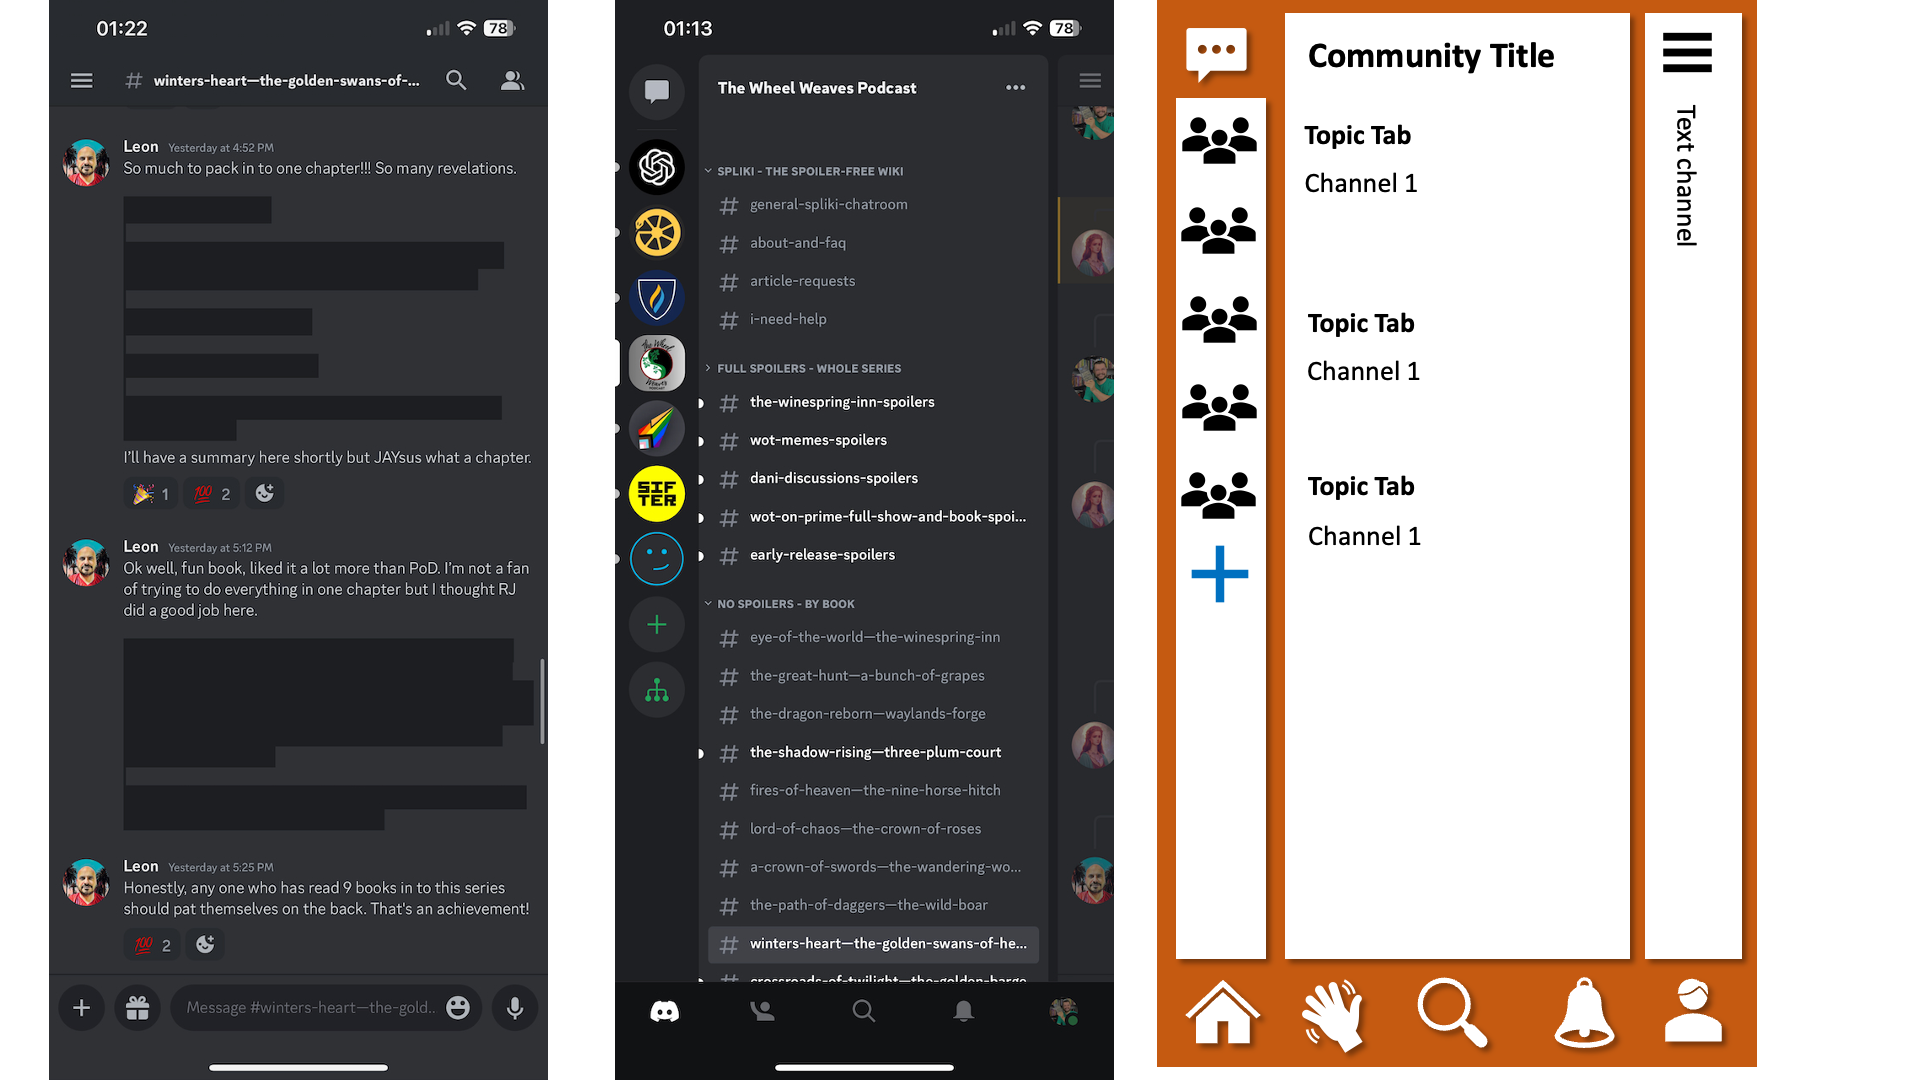 01:22
78
# winters-heart—the-golden-swans-of-...
Leon Yesterday at 4:52 PM
So much to pack in to one chapter!!! So many revelations.
I'll have a summary here shortly but JAYsus what a chapter.
1
100 2
Leon Yesterday at 5:12 PM
Ok well, fun book, liked it a lot more than PoD. I'm not a fan
of trying to do everything in one chapter but I thought RJ
did a good job here.
Leon Yesterday at 5:25 PM
Honestly, any one who has read 9 books in to this series
should pat themselves on the back. That's an achievement!
100 2
Message #winters-heart—the-gold...
01:13
78
The Wheel Weaves Podcast
The Wheel
Weaves
PODCAST
SIF
TER
SPLIKI - THE SPOILER-FREE WIKI
# general-spliki-chatroom
# about-and-faq
# article-requests
# i-need-help
FULL SPOILERS - WHOLE SERIES
# the-winespring-inn-spoilers
# wot-memes-spoilers
# dani-discussions-spoilers
# wot-on-prime-full-show-and-book-spoi...
# early-release-spoilers
NO SPOILERS - BY BOOK
# eye-of-the-world—the-winespring-inn
# the-great-hunt—a-bunch-of-grapes
# the-dragon-reborn—waylands-forge
# the-shadow-rising—three-plum-court
# fires-of-heaven—the-nine-horse-hitch
# lord-of-chaos—the-crown-of-roses
# a-crown-of-swords—the-wandering-wo...
# the-path-of-daggers—the-wild-boar
# winters-heart—the-golden-swans-of-he...
# crossroads-of-twilight—the-golden-barge
Community Title
Topic Tab
Channel 1
Topic Tab
Channel 1
Topic Tab
Channel 1
Text channel